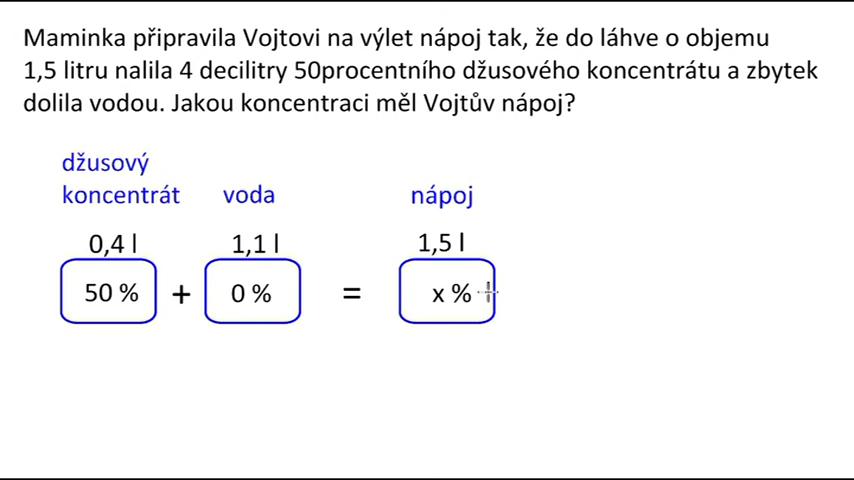 Maminka připravila Vojtovi na výlet nápoj tak, že do láhve o objemu
1,5 litru nalila 4 decilitry 50procentního džusového koncentrátu a zbytek
dolila vodou. Jakou koncentraci měl Vojtův nápoj?
džusový
koncentrát voda nápoj
0,4 l 1,1 l 1,5 l
50 % + 0 % = x %